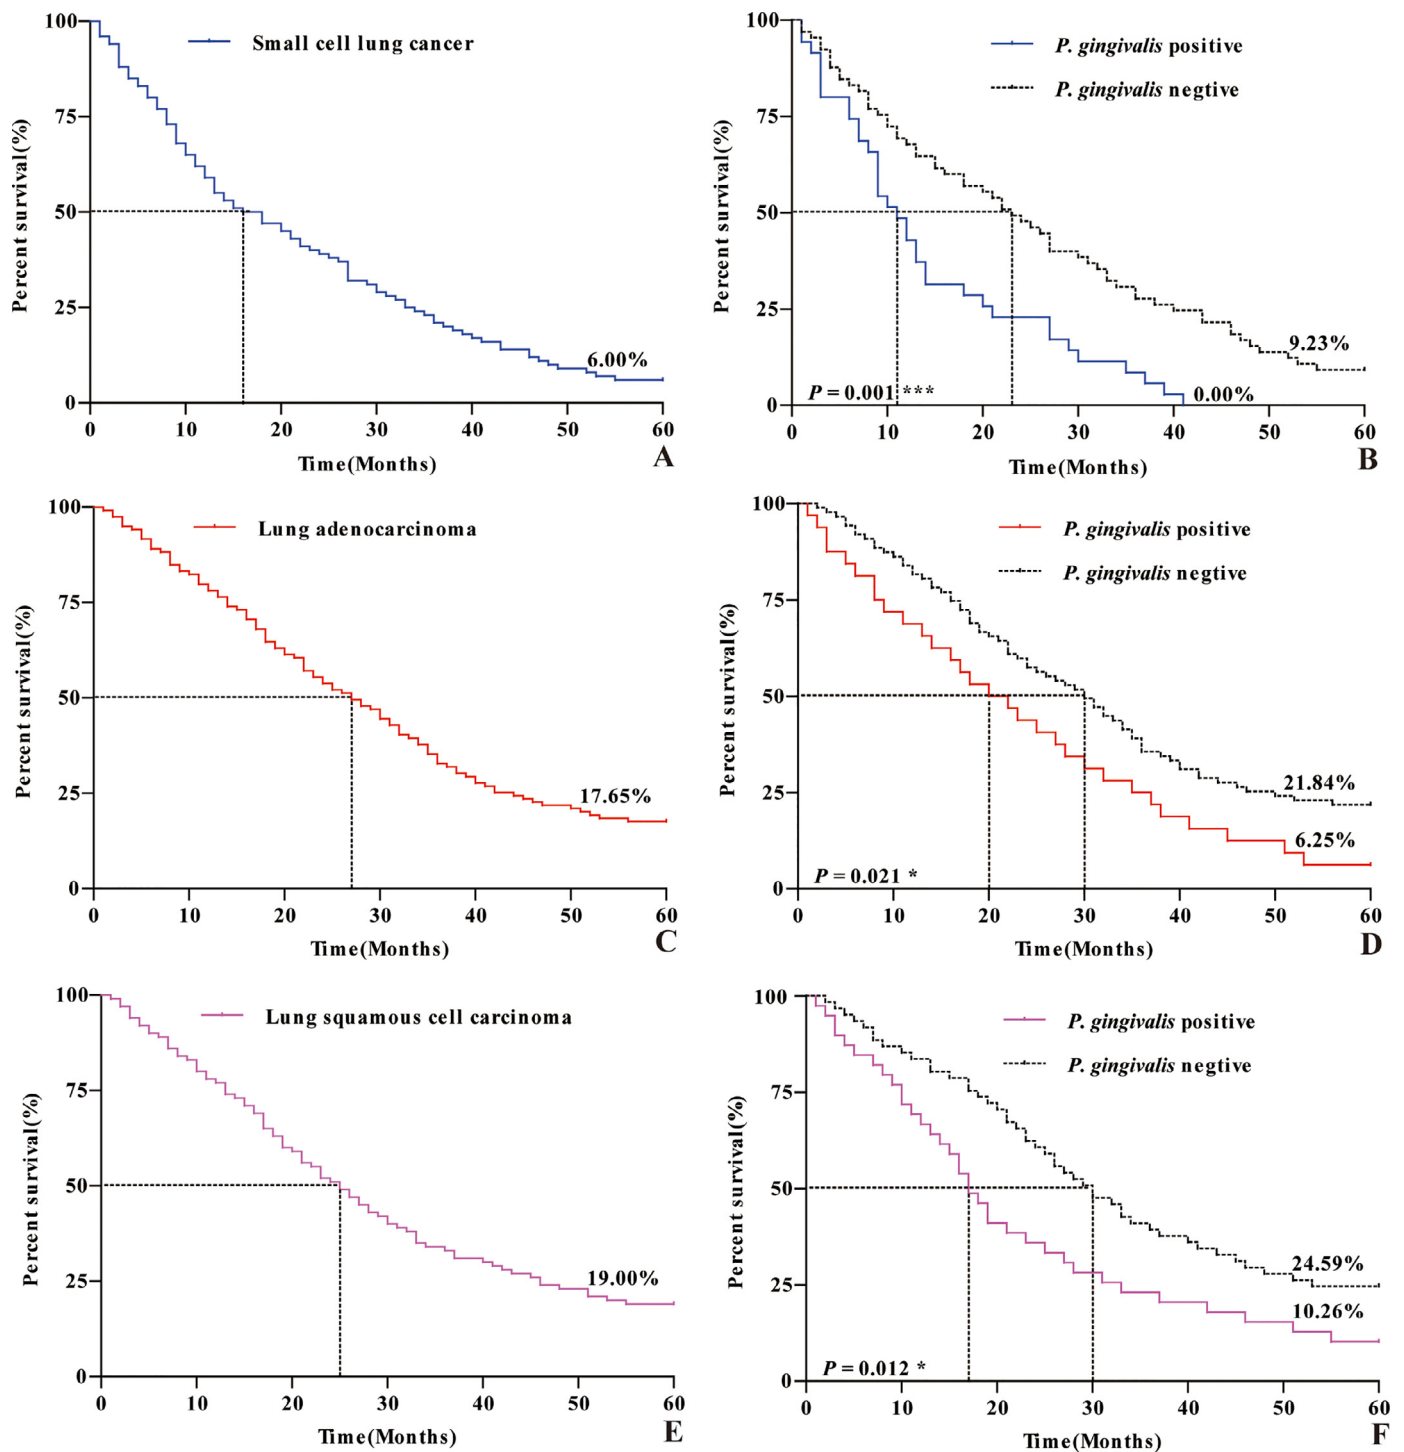 Small cell lung cancer
Percent survival(%)
100
75
50
25
0
6.00%
0 10 20 30 40 50 60
Time(Months)
A
P. gingivalis positive
P. gingivalis negtive
Percent survival(%)
100
75
50
25
0
9.23%
0.00%
P = 0.001 ***
0 10 20 30 40 50 60
Time(Months)
B
Lung adenocarcinoma
Percent survival(%)
100
75
50
25
0
17.65%
0 10 20 30 40 50 60
Time(Months)
C
P. gingivalis positive
P. gingivalis negtive
Percent survival(%)
100
75
50
25
0
21.84%
6.25%
P = 0.021 *
0 10 20 30 40 50 60
Time(Months)
D
Lung squamous cell carcinoma
Percent survival(%)
100
75
50
25
0
19.00%
0 10 20 30 40 50 60
Time(Months)
E
P. gingivalis positive
P. gingivalis negtive
Percent survival(%)
100
75
50
25
0
24.59%
10.26%
P = 0.012 *
0 10 20 30 40 50 60
Time(Months)
F